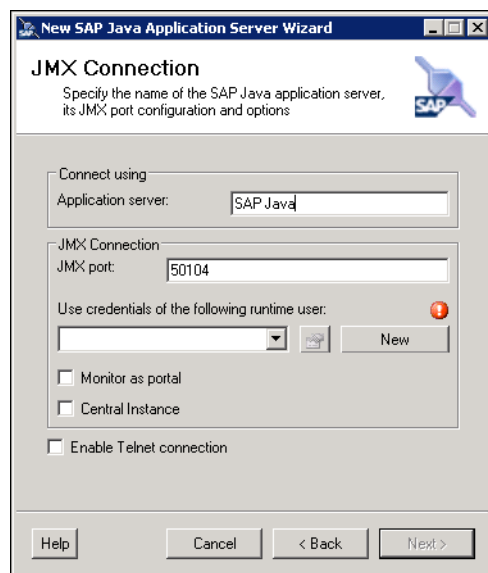 New SAP Java Application Server Wizard
JMX Connection
Specify the name of the SAP Java application server,
its JMX port configuration and options
SAP
Connect using
Application server:
SAP Java
JMX Connection
JMX port:
50104
Use credentials of the following runtime user:
New
Monitor as portal
Central Instance
Enable Telnet connection
Help
Cancel
< Back
Next >